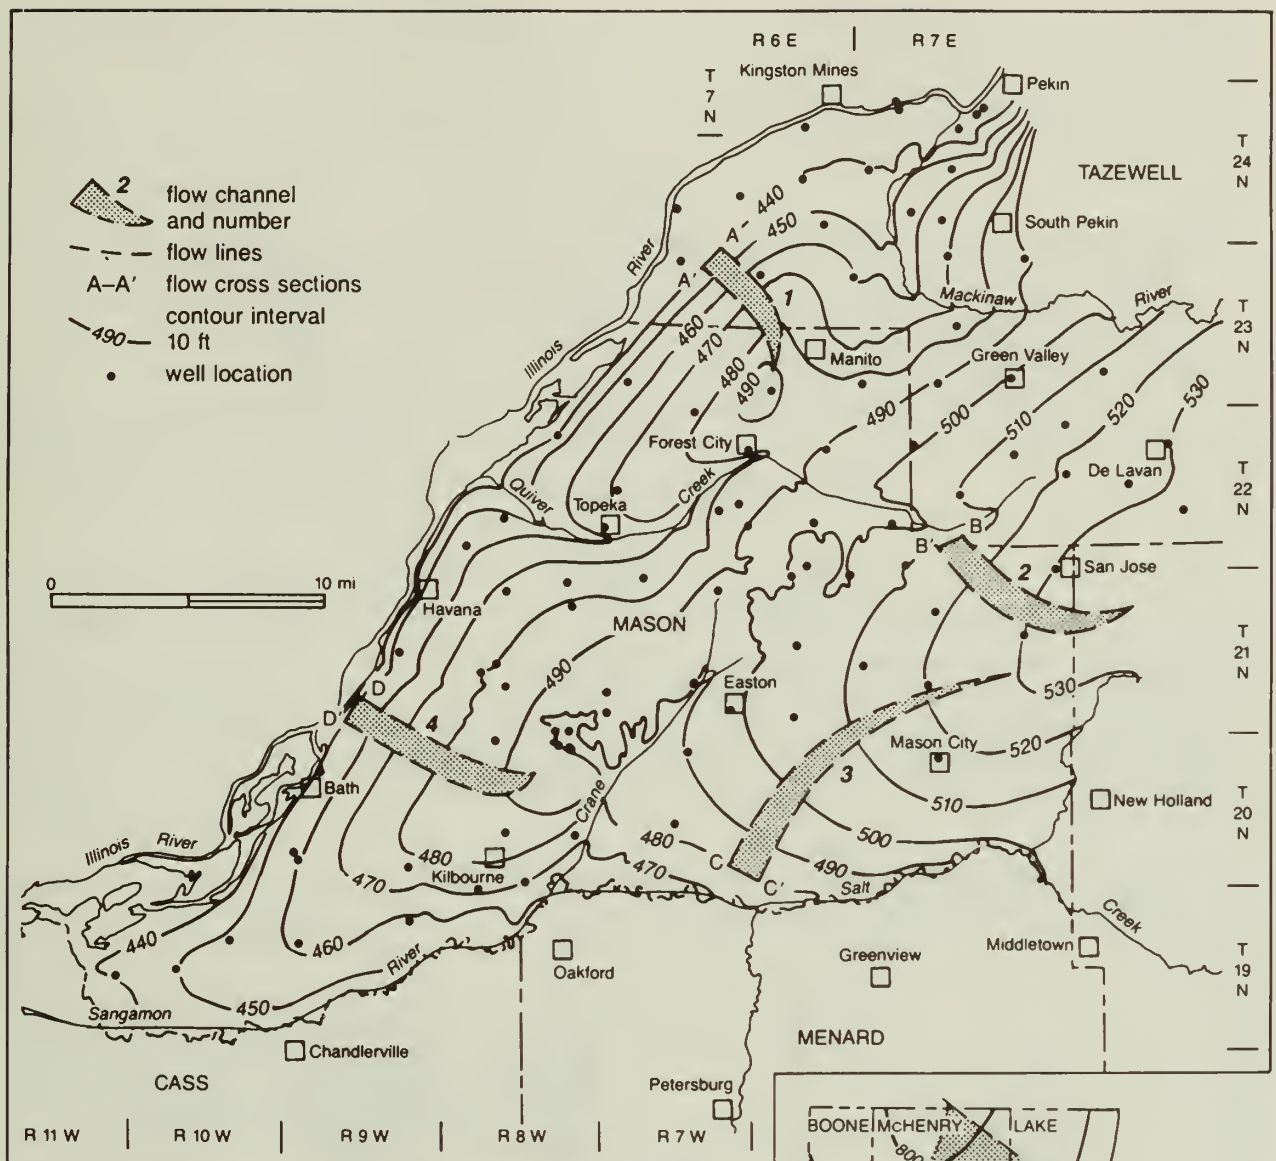 R 6 E
R 7 E
T
7
N
Kingston Mines
Pekin
T
24
N
TAZEWELL
2
flow channel
and number
flow lines
A–A' flow cross sections
contour interval
490 10 ft
well location
440
450
South Pekin
River
A
A'
1
Mackinaw
River
T
23
N
460
470
480
490
Manito
Green Valley
Illinois
490
500
510
520
530
Forest City
De Lavan
T
22
N
Creek
Quiver
Topeka
B
B'
2
San Jose
0
10 mi
Havana
MASON
T
21
N
490
Easton
530
D
D'
4
Mason City
520
3
Bath
Crane
510
New Holland
T
20
N
Illinois
River
480
500
480
C
Kilbourne
470
470
490
C'
Salt
Creek
440
460
River
Oakford
Middletown
Greenview
T
19
N
450
Sangamon
Chandlerville
MENARD
CASS
Petersburg
R 11 W
R 10 W
R 9 W
R 8 W
R 7 W
BOONE
McHENRY
LAKE
800